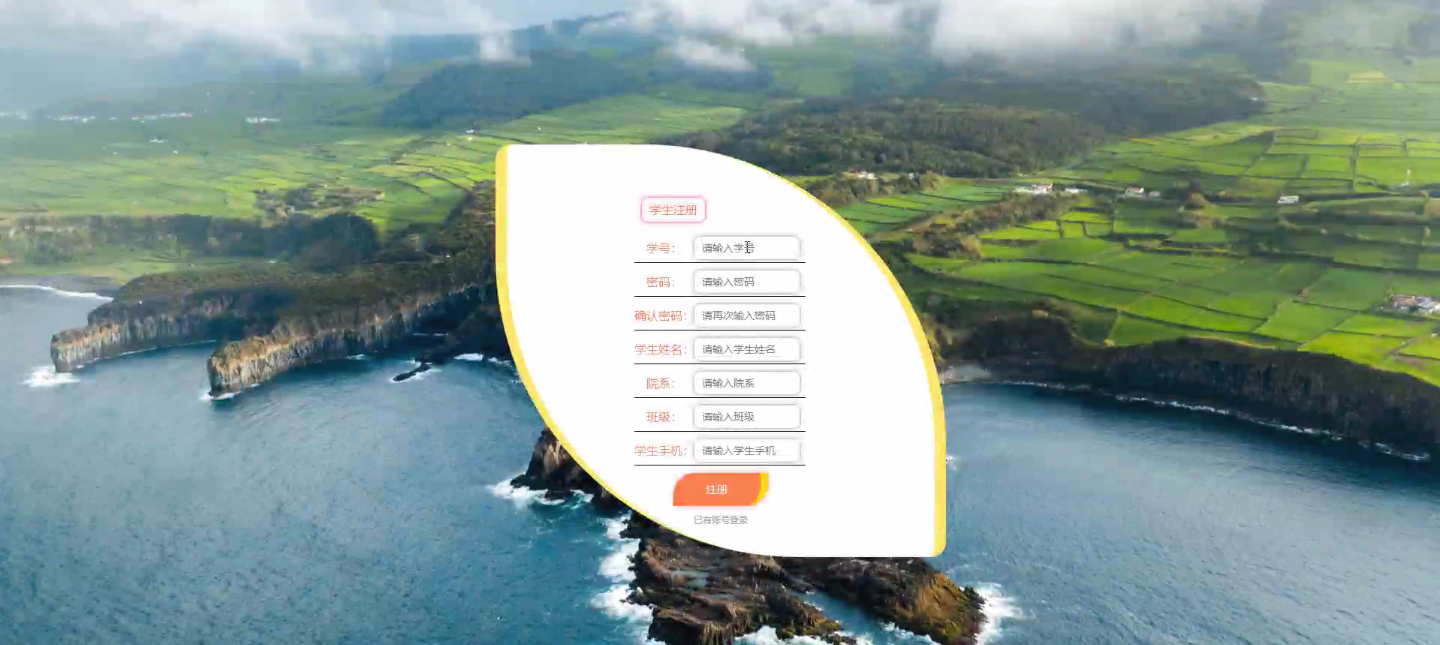 学生注册
学号： 请输入学号
密码： 请输入密码
确认密码： 请再次输入密码
学生姓名： 请输入学生姓名
院系： 请输入院系
班级： 请输入班级
学生手机： 请输入学生手机
注册
已有账号登录